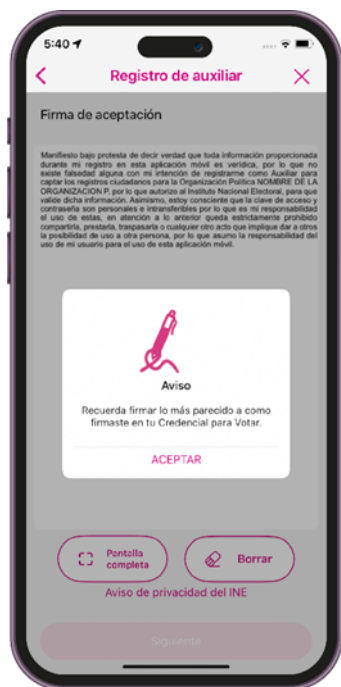 5:40
Registro de auxiliar
Firma de aceptación
Manifiesto bajo protesta de decir verdad que toda información proporcionada
durante mi registro en esta aplicación móvil es verídica, por lo que no
existe falsedad alguna con mi intención de registrarme como Auxiliar para
captar los registros ciudadanos para la Organización Política NOMBRE DE LA
ORGANIZACION P, por lo que autorizo al Instituto Nacional Electoral, para que
valide dicha información. Asimismo, estoy consciente que la clave de acceso y
contraseña son personales e intransferibles por lo que es mi responsabilidad
el uso de estas, en atención a lo anterior queda estrictamente prohibido
compartirla, prestarla, traspasarla o cualquier otro acto que implique dar a otros
la posibilidad de uso a otra persona, por lo que asumo la responsabilidad del
uso de mi usuario para el uso de esta aplicación móvil.
Aviso
Recuerda firmar lo más parecido a como
firmaste en tu Credencial para Votar.
ACEPTAR
Pantalla
completa
Borrar
Aviso de privacidad del INE
Siguiente